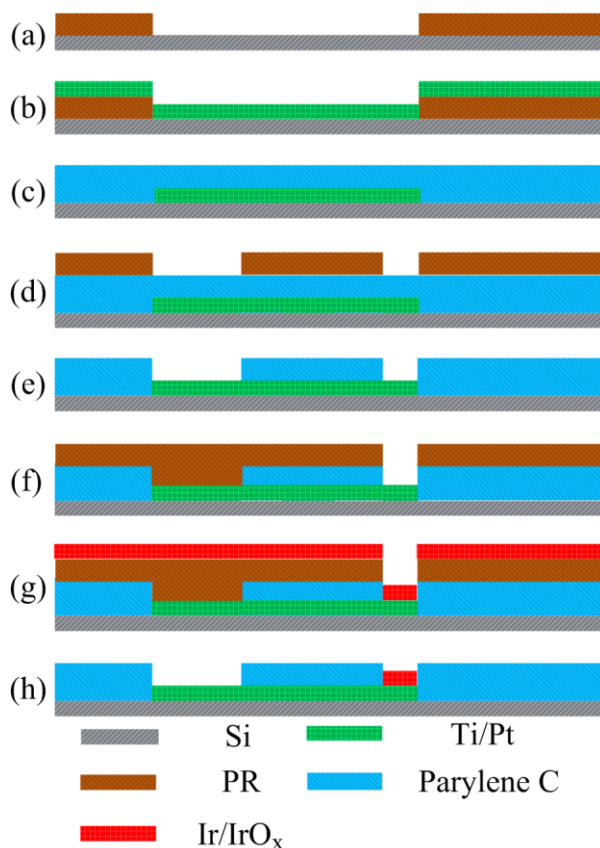 (a)
(b)
(c)
(d)
(e)
(f)
(g)
(h)
Si Ti/Pt
PR Parylene C
Ir/IrOx